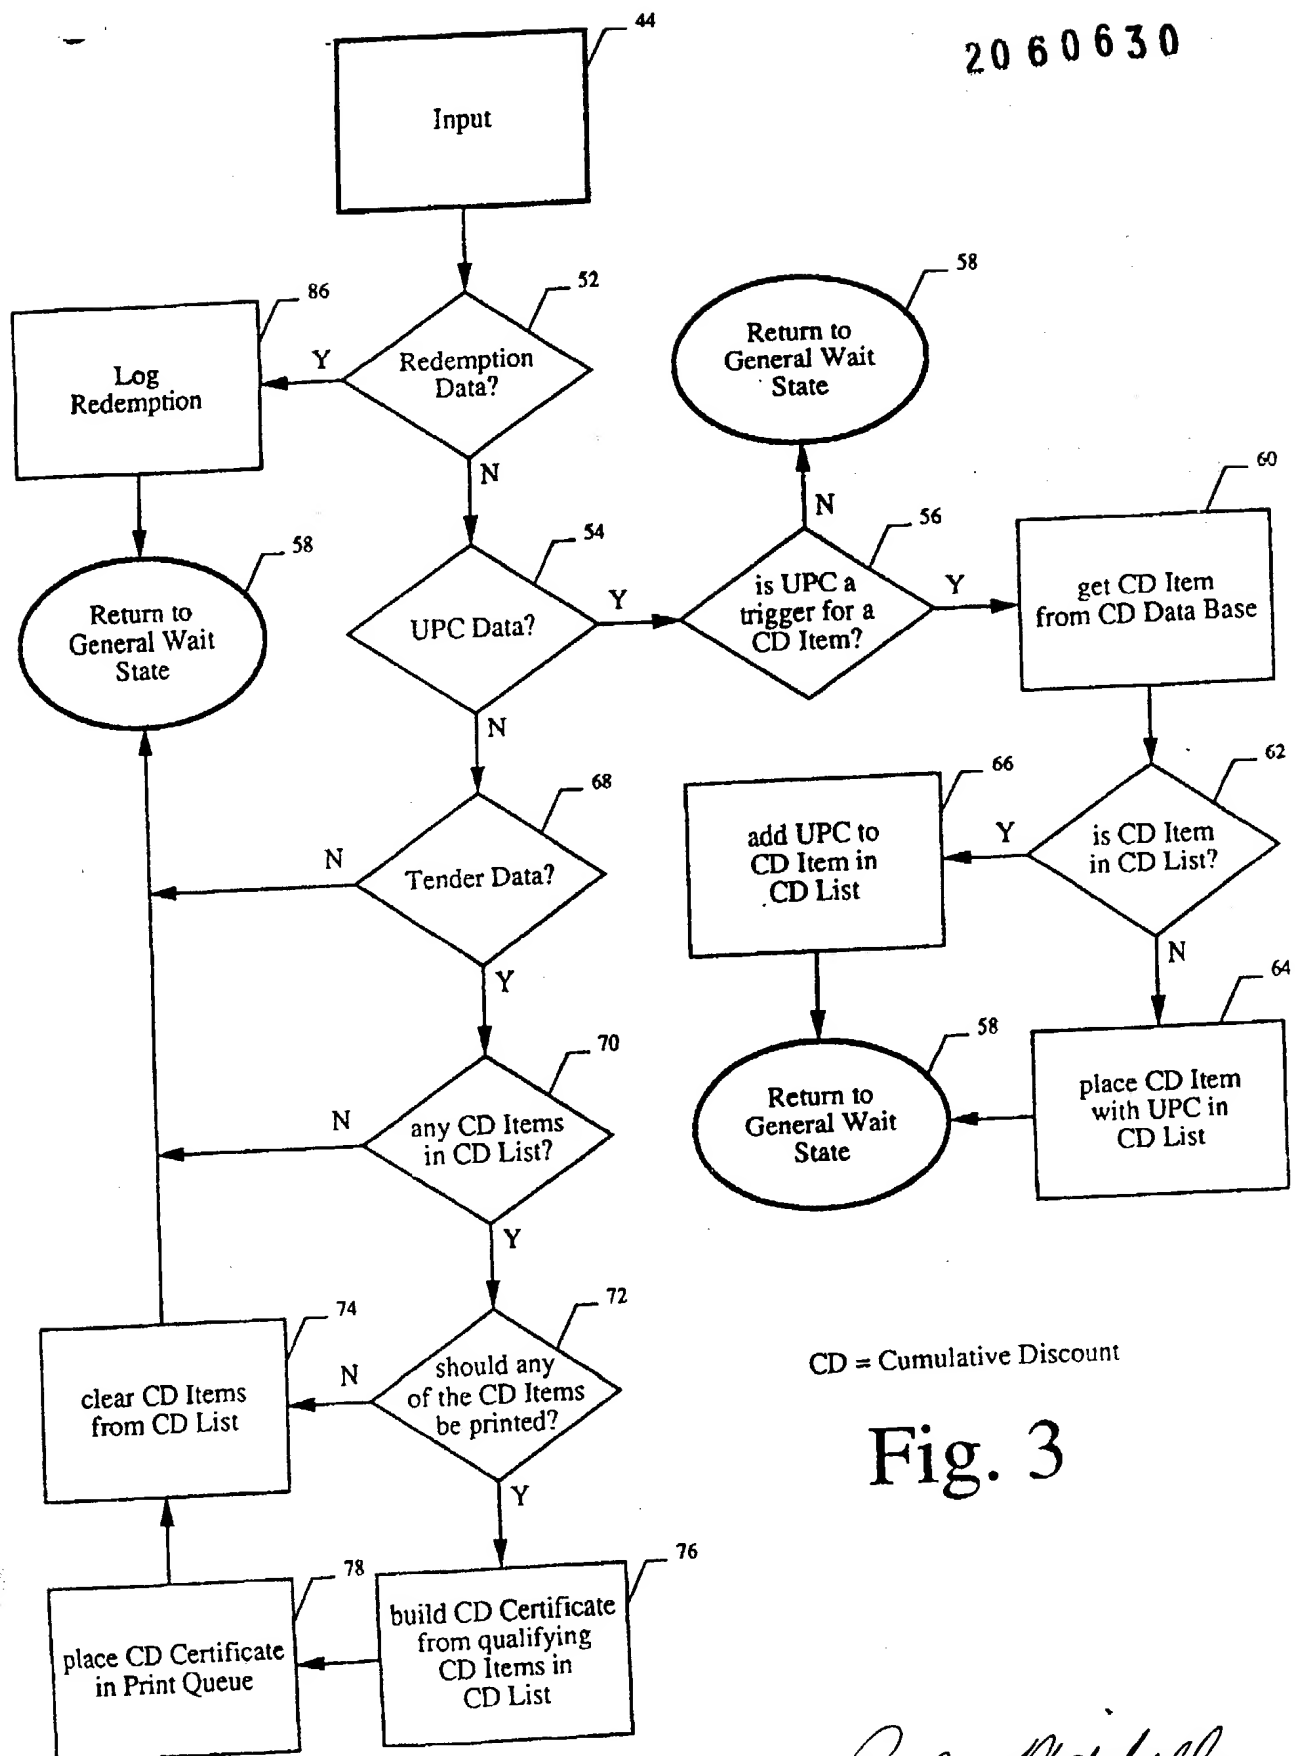 2060630
44
Input
52
Redemption
Data?
Y
N
86
Log
Redemption
58
Return to
General Wait
State
54
UPC Data?
Y
N
56
is UPC a
trigger for a
CD Item?
N
Y
58
Return to
General Wait
State
60
get CD Item
from CD Data Base
62
is CD Item
in CD List?
Y
N
66
add UPC to
CD Item in
CD List
64
place CD Item
with UPC in
CD List
58
Return to
General Wait
State
68
Tender Data?
N
Y
70
any CD Items
in CD List?
N
Y
72
should any
of the CD Items
be printed?
N
Y
74
clear CD Items
from CD List
76
build CD Certificate
from qualifying
CD Items in
CD List
78
place CD Certificate
in Print Queue
CD = Cumulative Discount
Fig. 3